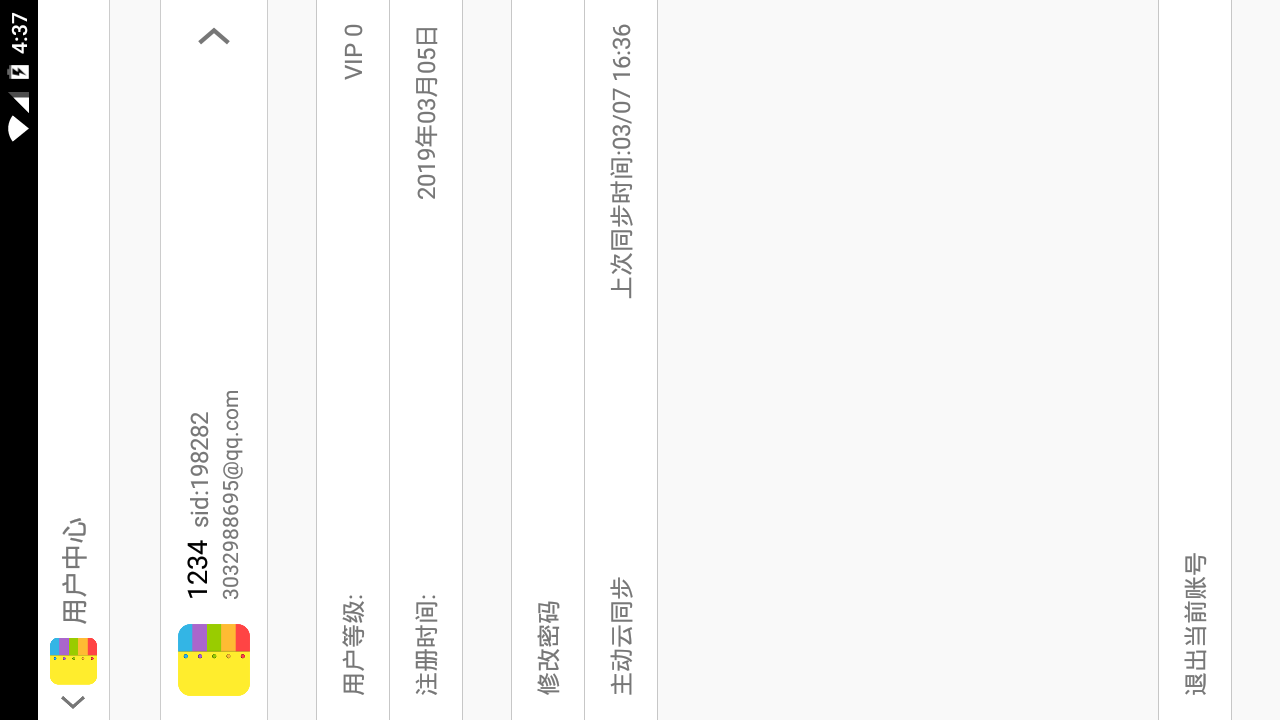 4:37
用户中心
1234 sid:198282
3032988695@qq.com
用户等级: VIP 0
注册时间: 2019年03月05日
修改密码
主动云同步 上次同步时间:03/07 16:36
退出当前账号